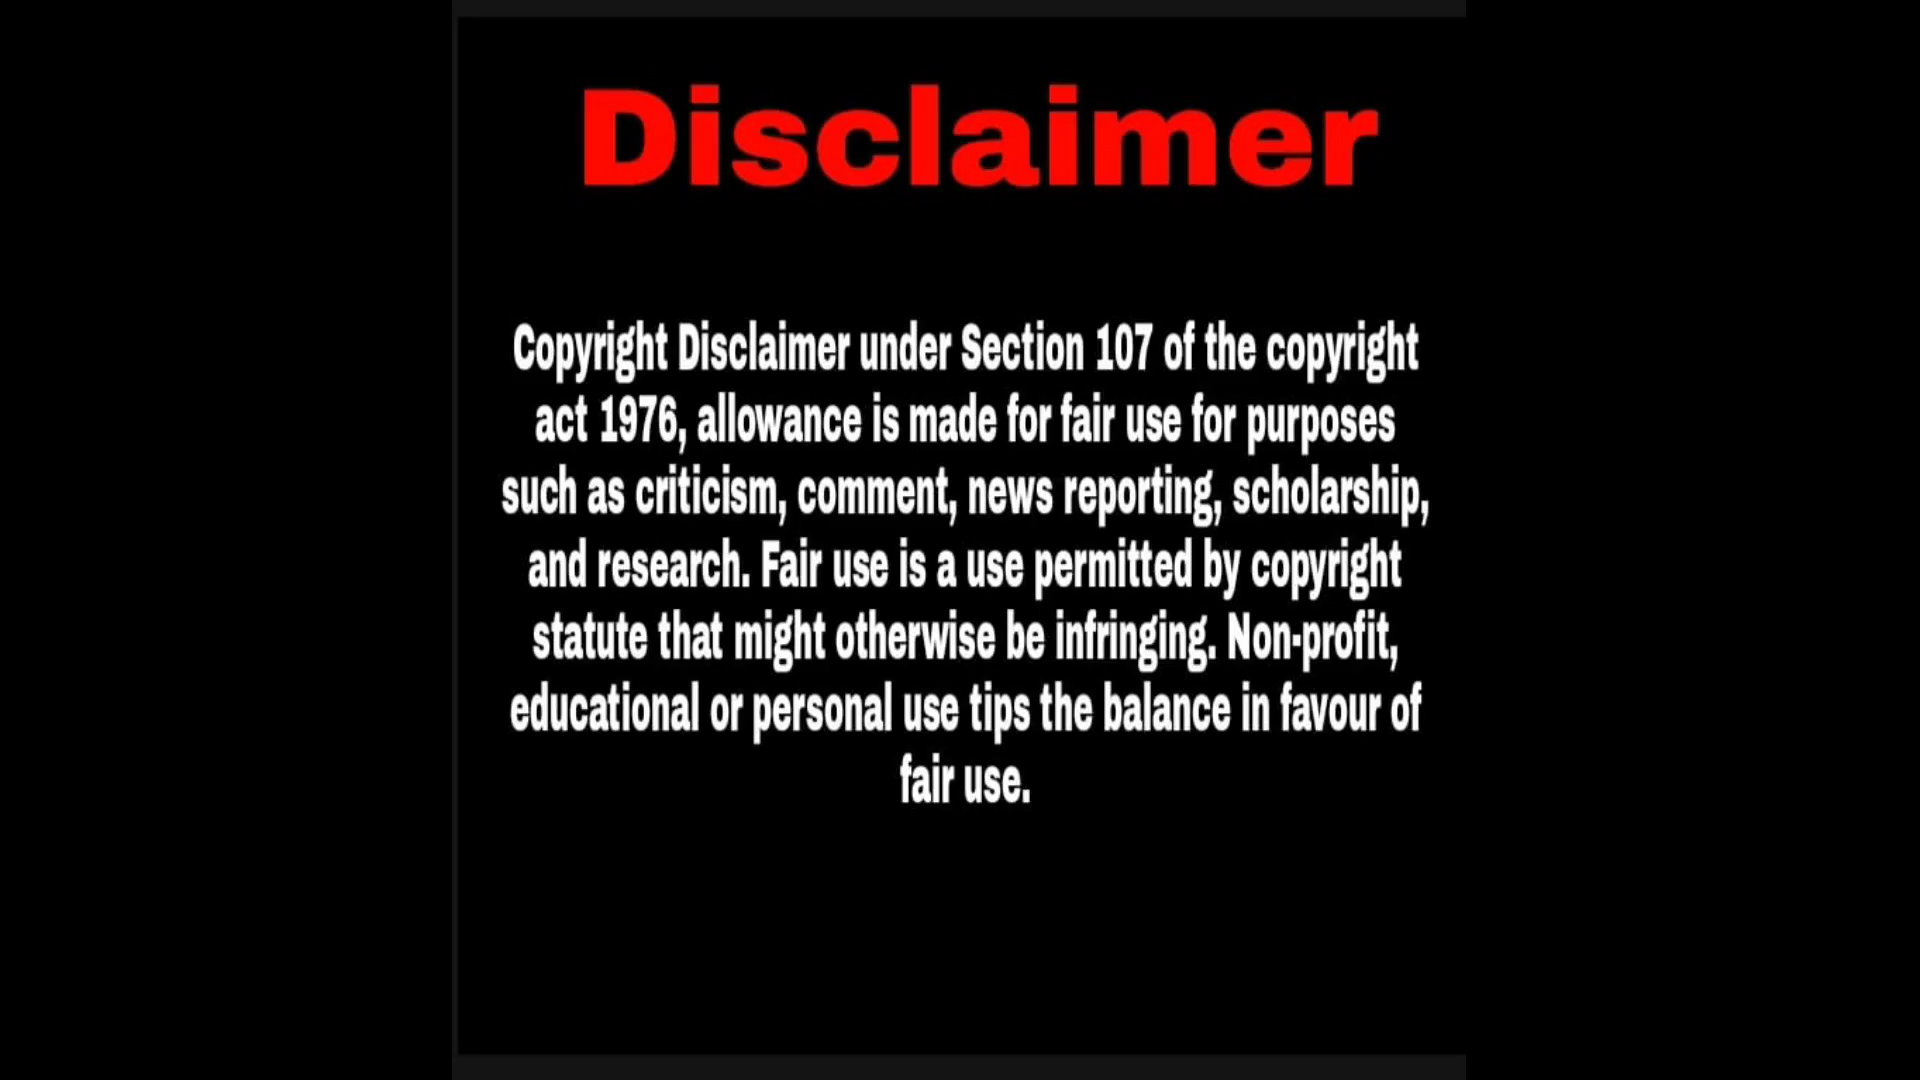 Disclaimer
Copyright Disclaimer under Section 107 of the copyright
act 1976, allowance is made for fair use for purposes
such as criticism, comment, news reporting, scholarship,
and research. Fair use is a use permitted by copyright
statute that might otherwise be infringing. Non-profit,
educational or personal use tips the balance in favour of
fair use.